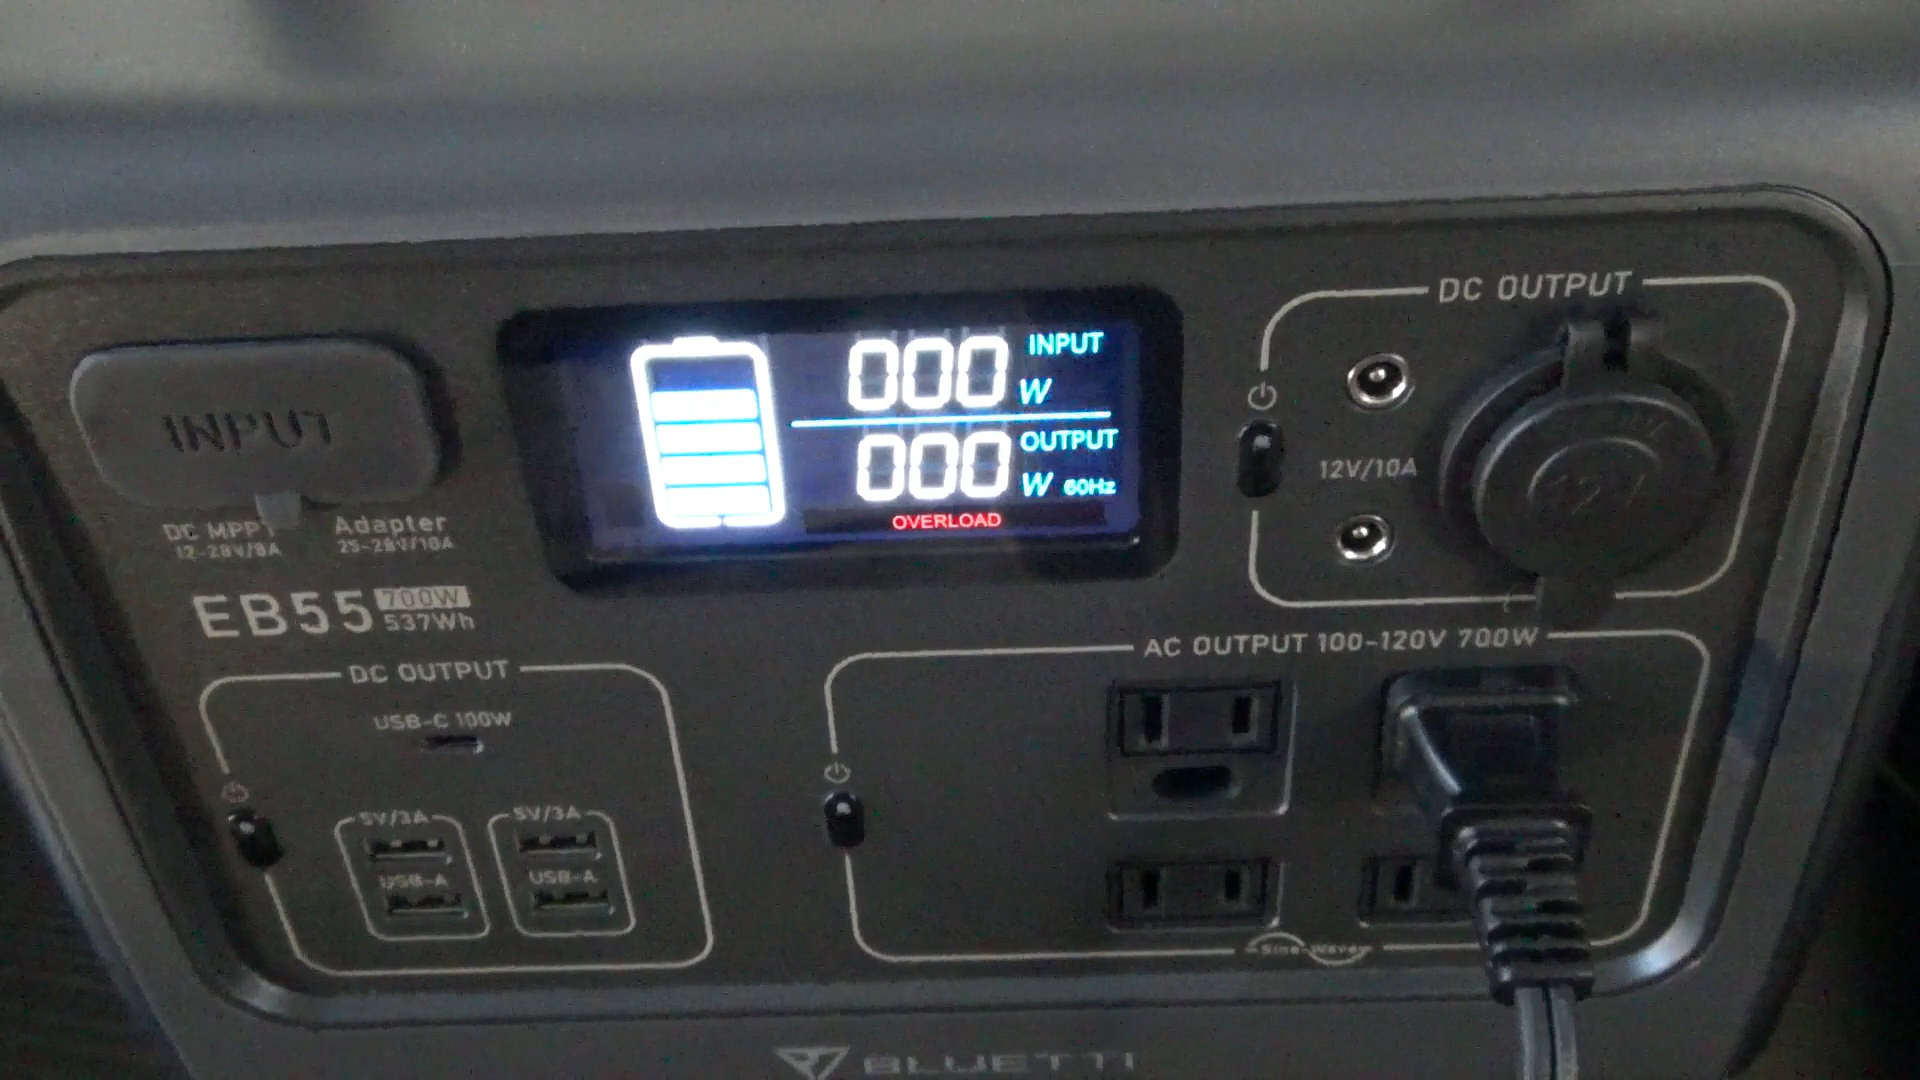 INPUT
DC MPPT
12-28V/8A
Adapter
25-28V/10A
EB55
700W
537Wh
000 INPUT
W
000 OUTPUT
W 60Hz
OVERLOAD
DC OUTPUT
12V/10A
12V
DC OUTPUT
USB-C 100W
5V/3A
5V/3A
USB-A
USB-A
AC OUTPUT 100-120V 700W
Sine Wave
BLUETTI